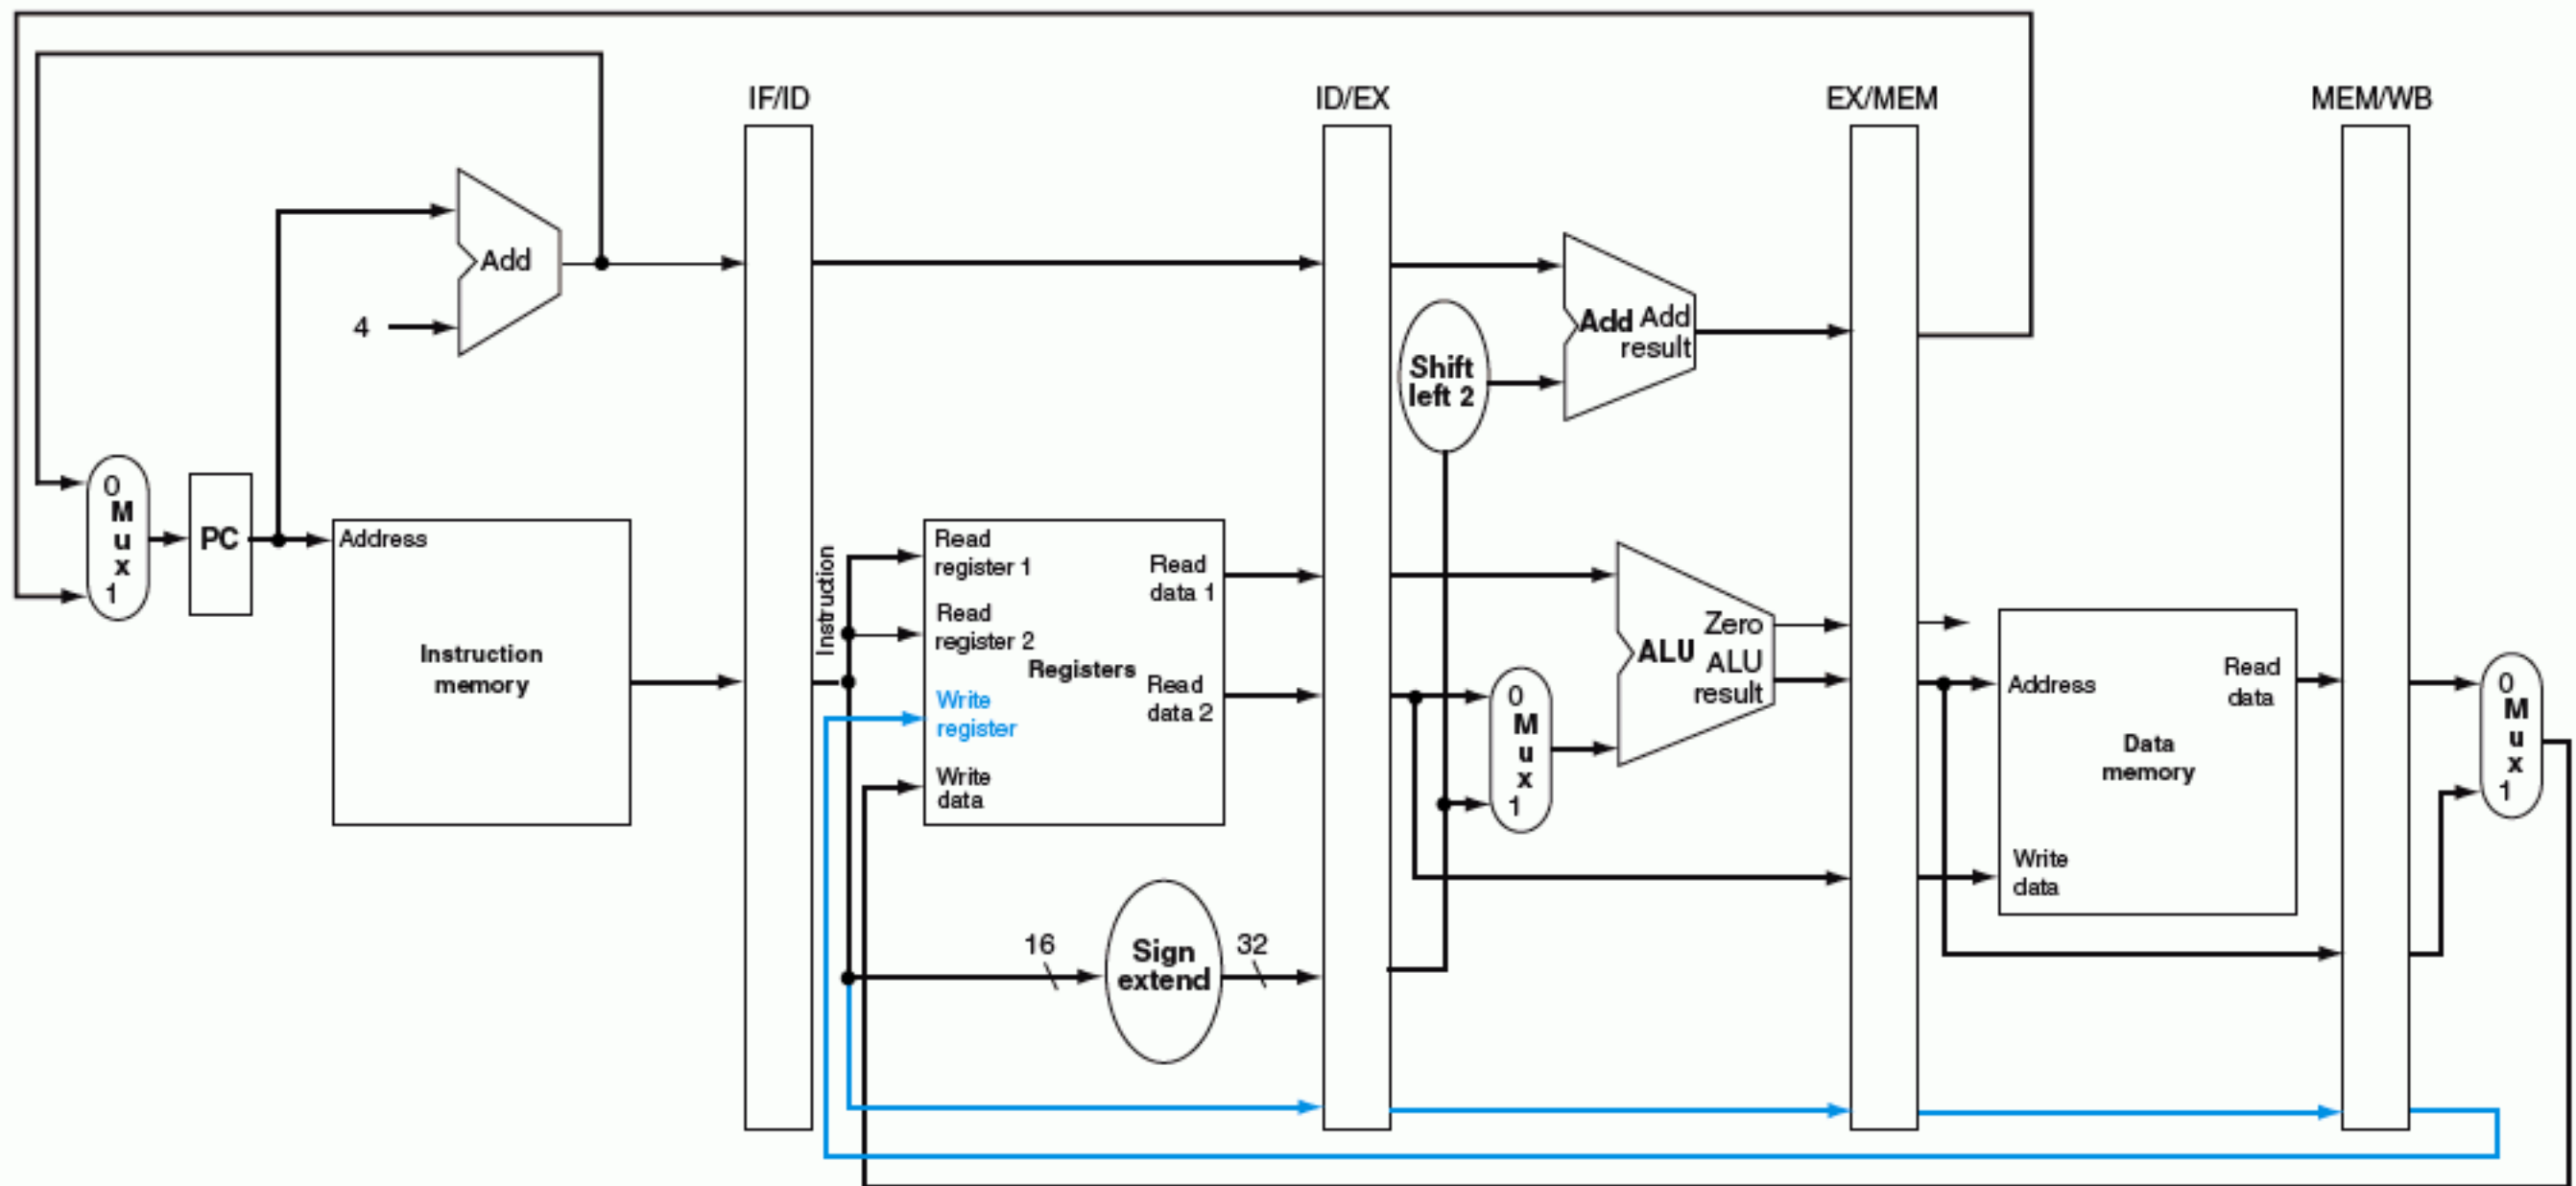 IF/ID
ID/EX
EX/MEM
MEM/WB
Add
4
Add Add
result
Shift
left 2
0
M
u
x
1
PC
Address
Instruction
memory
Instruction
Read
register 1
Read
register 2
Write
register
Write
data
Registers
Read
data 1
Read
data 2
16
Sign
extend
32
0
M
u
x
1
ALU
Zero
ALU
result
Address
Write
data
Data
memory
Read
data
0
M
u
x
1